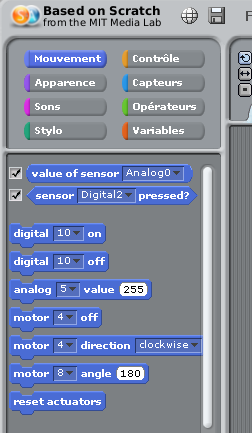 Based on Scratch
from the MIT Media Lab
Mouvement
Contrôle
Apparence
Capteurs
Sons
Opérateurs
Stylo
Variables
value of sensor Analog0
sensor Digital2 pressed?
digital 10 on
digital 10 off
analog 5 value 255
motor 4 off
motor 4 direction clockwise
motor 8 angle 180
reset actuators